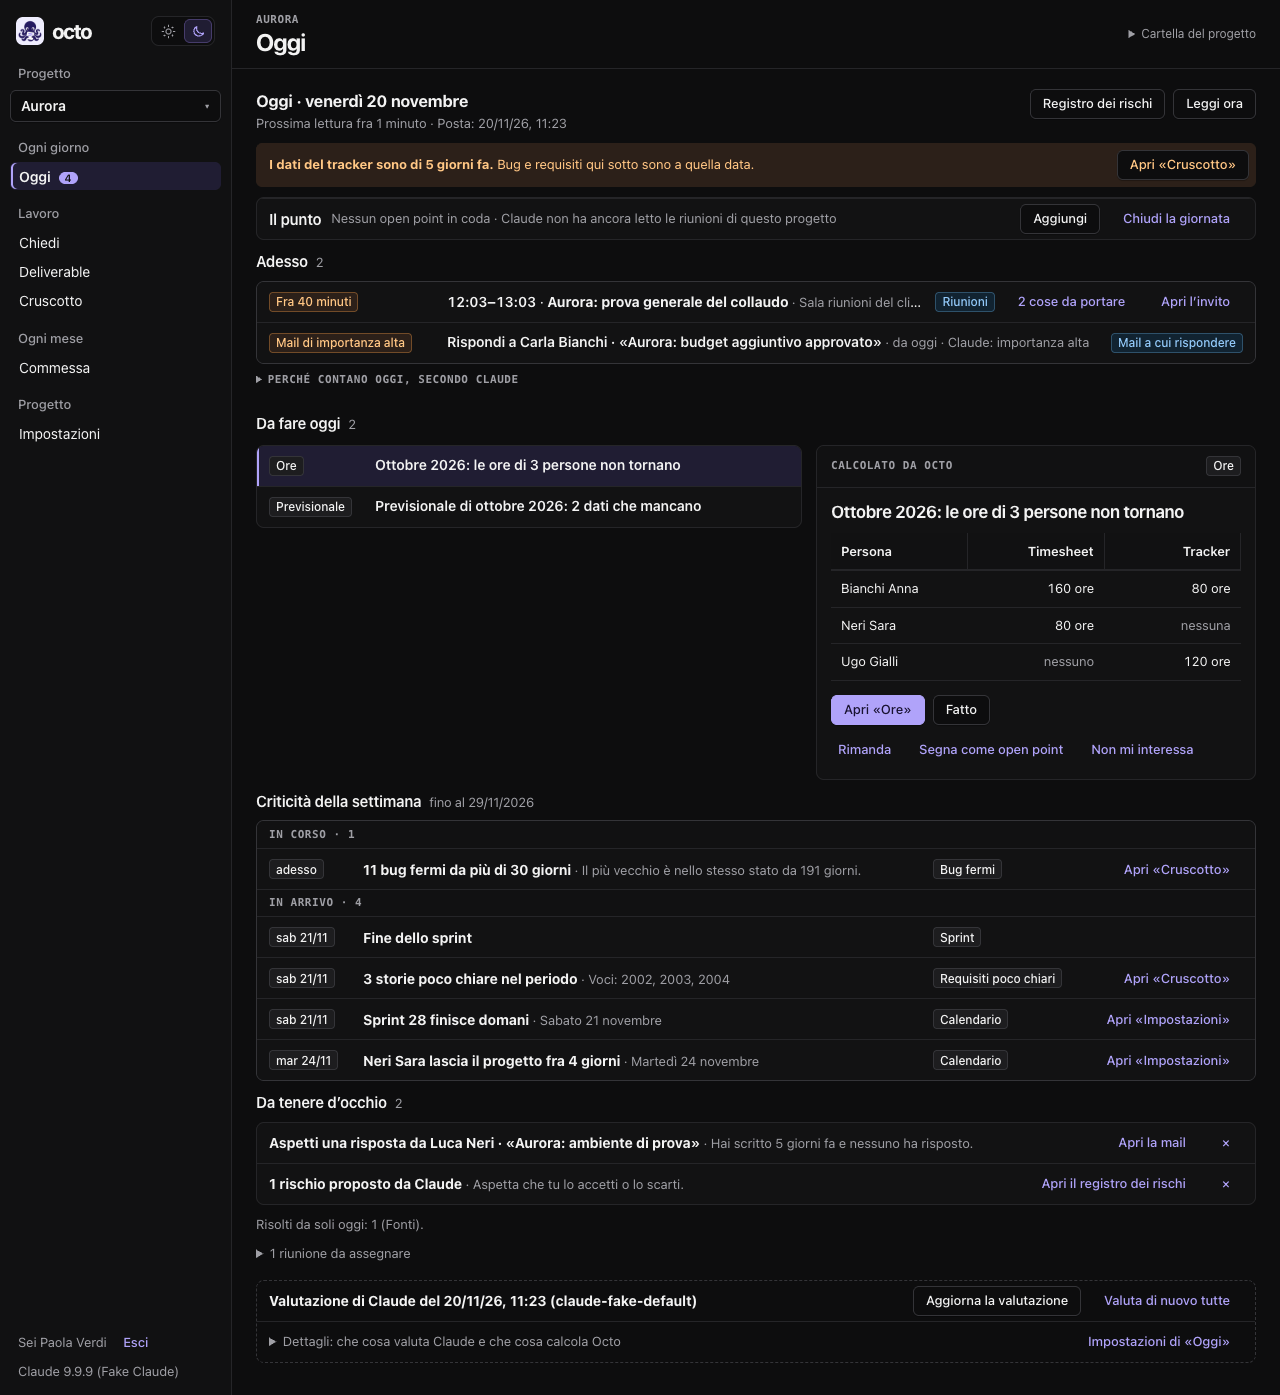 octo
Progetto
Aurora
Ogni giorno
Oggi 4
Lavoro
Chiedi
Deliverable
Cruscotto
Ogni mese
Commessa
Progetto
Impostazioni
Sei Paola Verdi Esci
Claude 9.9.9 (Fake Claude)
AURORA
Oggi
Cartella del progetto
Oggi · venerdì 20 novembre
Prossima lettura fra 1 minuto · Posta: 20/11/26, 11:23
Registro dei rischi
Leggi ora
I dati del tracker sono di 5 giorni fa. Bug e requisiti qui sotto sono a quella data.
Apri «Cruscotto»
Il punto Nessun open point in coda · Claude non ha ancora letto le riunioni di questo progetto
Aggiungi
Chiudi la giornata
Adesso 2
Fra 40 minuti 12:03–13:03 · Aurora: prova generale del collaudo · Sala riunioni del cli… Riunioni 2 cose da portare Apri l’invito
Mail di importanza alta Rispondi a Carla Bianchi · «Aurora: budget aggiuntivo approvato» · da oggi · Claude: importanza alta Mail a cui rispondere
PERCHÉ CONTANO OGGI, SECONDO CLAUDE
Da fare oggi 2
Ore Ottobre 2026: le ore di 3 persone non tornano
Previsionale Previsionale di ottobre 2026: 2 dati che mancano
CALCOLATO DA OCTO Ore
Ottobre 2026: le ore di 3 persone non tornano
Persona Timesheet Tracker
Bianchi Anna 160 ore 80 ore
Neri Sara 80 ore nessuna
Ugo Gialli nessuno 120 ore
Apri «Ore» Fatto
Rimanda Segna come open point Non mi interessa
Criticità della settimana fino al 29/11/2026
IN CORSO · 1
adesso 11 bug fermi da più di 30 giorni · Il più vecchio è nello stesso stato da 191 giorni. Bug fermi Apri «Cruscotto»
IN ARRIVO · 4
sab 21/11 Fine dello sprint Sprint
sab 21/11 3 storie poco chiare nel periodo · Voci: 2002, 2003, 2004 Requisiti poco chiari Apri «Cruscotto»
sab 21/11 Sprint 28 finisce domani · Sabato 21 novembre Calendario Apri «Impostazioni»
mar 24/11 Neri Sara lascia il progetto fra 4 giorni · Martedì 24 novembre Calendario Apri «Impostazioni»
Da tenere d’occhio 2
Aspetti una risposta da Luca Neri · «Aurora: ambiente di prova» · Hai scritto 5 giorni fa e nessuno ha risposto. Apri la mail ×
1 rischio proposto da Claude · Aspetta che tu lo accetti o lo scarti. Apri il registro dei rischi ×
Risolti da soli oggi: 1 (Fonti).
1 riunione da assegnare
Valutazione di Claude del 20/11/26, 11:23 (claude-fake-default) Aggiorna la valutazione Valuta di nuovo tutte
Dettagli: che cosa valuta Claude e che cosa calcola Octo Impostazioni di «Oggi»